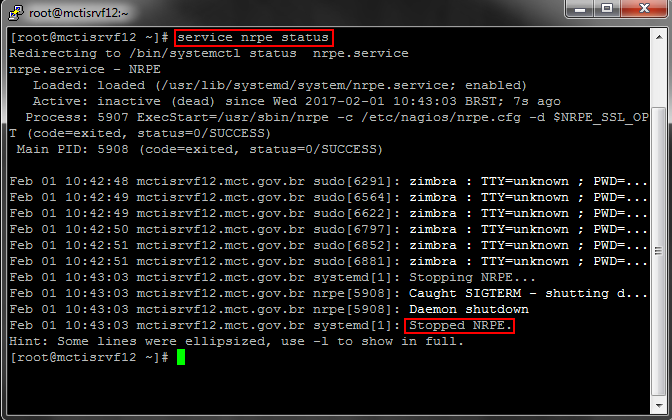 root@mctisrvf12:~
[root@mctisrvf12 ~]# service nrpe status
Redirecting to /bin/systemctl status  nrpe.service
nrpe.service - NRPE
   Loaded: loaded (/usr/lib/systemd/system/nrpe.service; enabled)
   Active: inactive (dead) since Wed 2017-02-01 10:43:03 BRST; 7s ago
  Process: 5907 ExecStart=/usr/sbin/nrpe -c /etc/nagios/nrpe.cfg -d $NRPE_SSL_OP
T (code=exited, status=0/SUCCESS)
 Main PID: 5908 (code=exited, status=0/SUCCESS)

Feb 01 10:42:48 mctisrvf12.mct.gov.br sudo[6291]: zimbra : TTY=unknown ; PWD=...
Feb 01 10:42:49 mctisrvf12.mct.gov.br sudo[6564]: zimbra : TTY=unknown ; PWD=...
Feb 01 10:42:49 mctisrvf12.mct.gov.br sudo[6622]: zimbra : TTY=unknown ; PWD=...
Feb 01 10:42:50 mctisrvf12.mct.gov.br sudo[6797]: zimbra : TTY=unknown ; PWD=...
Feb 01 10:42:51 mctisrvf12.mct.gov.br sudo[6852]: zimbra : TTY=unknown ; PWD=...
Feb 01 10:42:51 mctisrvf12.mct.gov.br sudo[6881]: zimbra : TTY=unknown ; PWD=...
Feb 01 10:43:03 mctisrvf12.mct.gov.br systemd[1]: Stopping NRPE...
Feb 01 10:43:03 mctisrvf12.mct.gov.br nrpe[5908]: Caught SIGTERM - shutting d...
Feb 01 10:43:03 mctisrvf12.mct.gov.br nrpe[5908]: Daemon shutdown
Feb 01 10:43:03 mctisrvf12.mct.gov.br systemd[1]: Stopped NRPE.
Hint: Some lines were ellipsized, use -l to show in full.
[root@mctisrvf12 ~]#